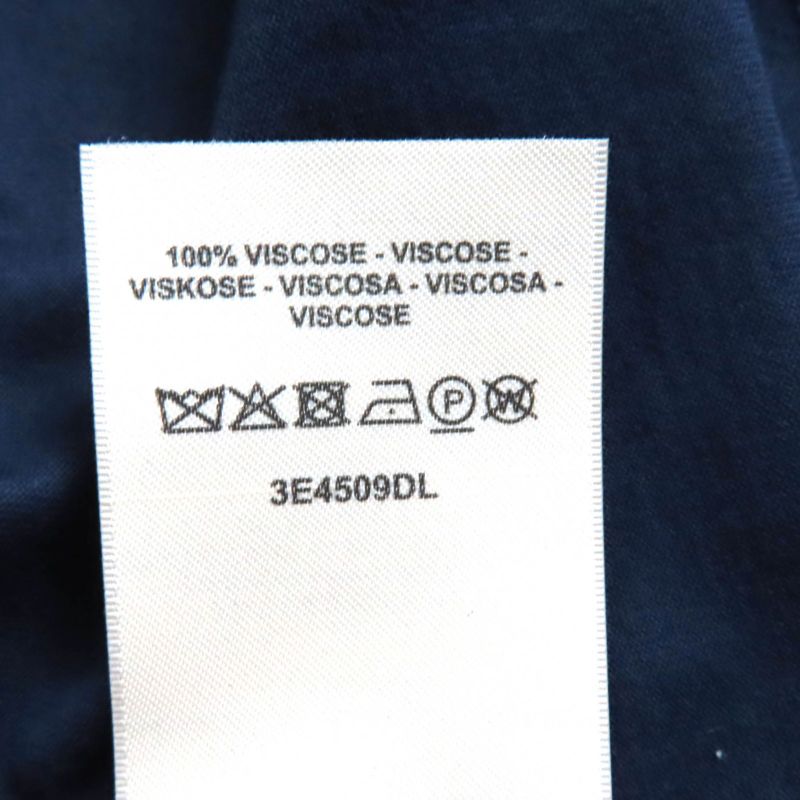 100% VISCOSE - VISCOSE -
VISKOSE - VISCOSA - VISCOSA -
VISCOSE
P W
3E4509DL